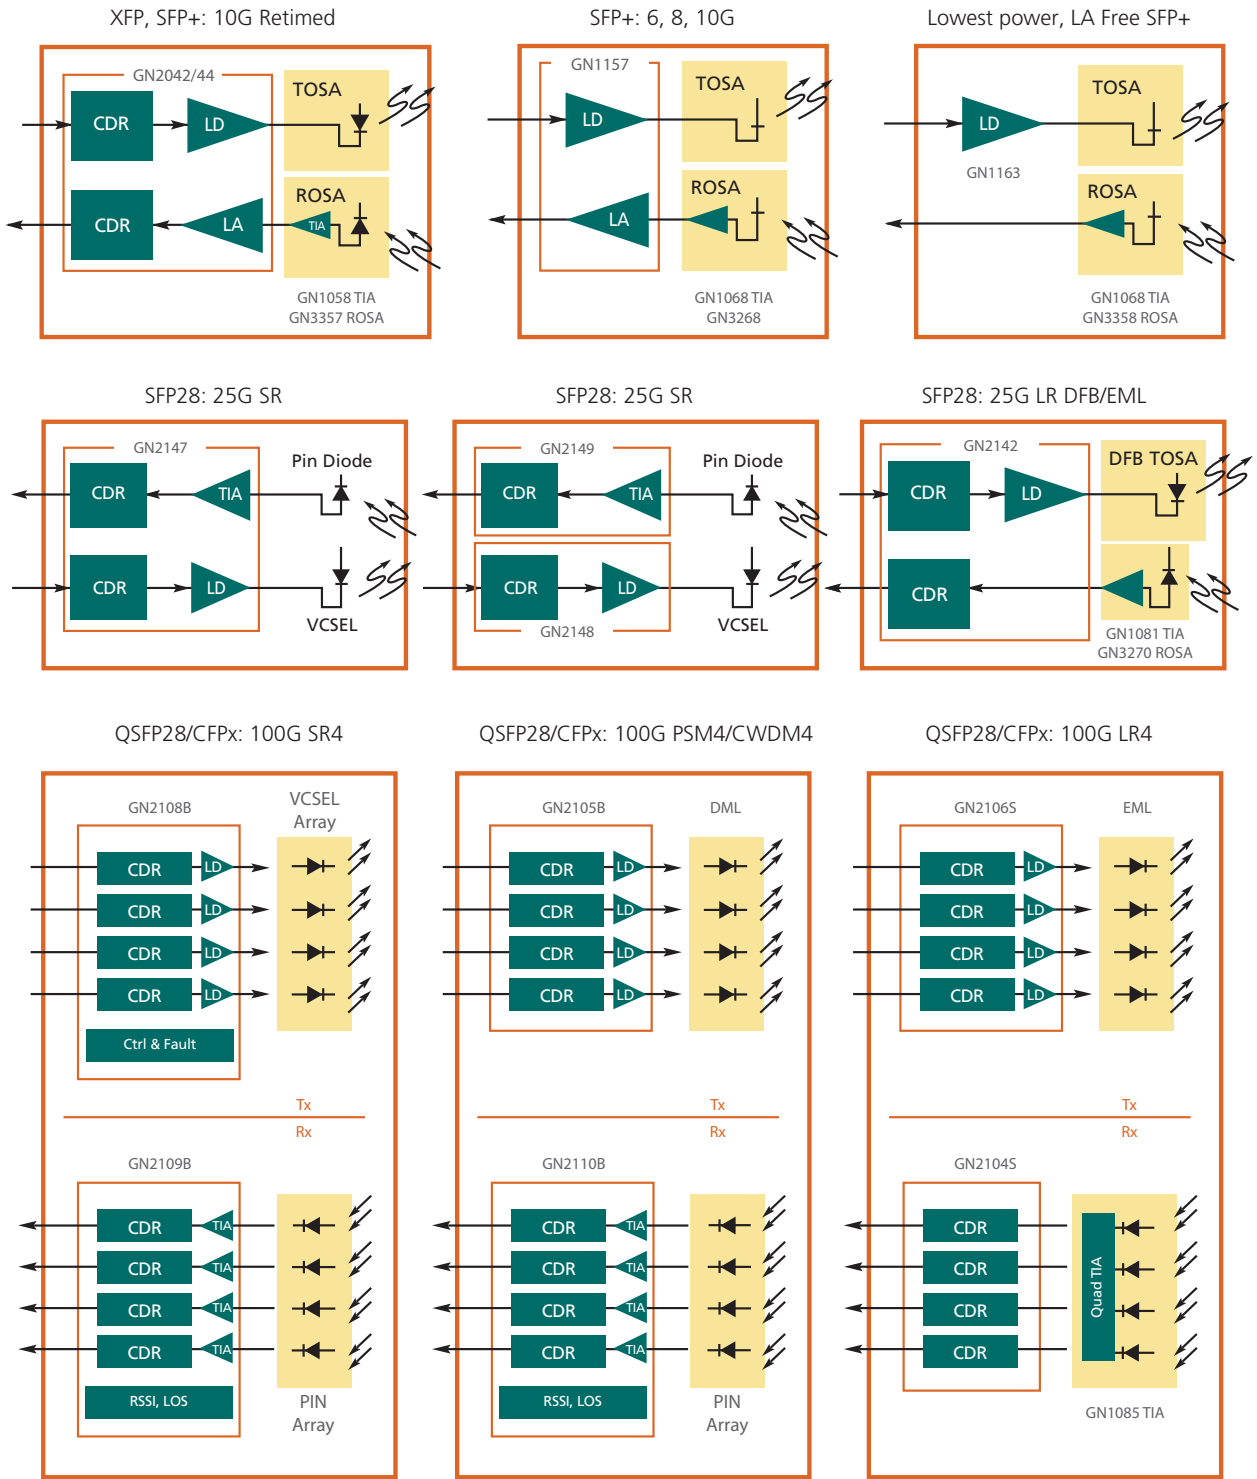 XFP, SFP+: 10G Retimed
GN2042/44
CDR
LD
TOSA
CDR
LA
TIA
ROSA
GN1058 TIA
GN3357 ROSA
SFP+: 6, 8, 10G
GN1157
LD
TOSA
LA
ROSA
GN1068 TIA
GN3268
Lowest power, LA Free SFP+
LD
GN1163
TOSA
ROSA
GN1068 TIA
GN3358 ROSA
SFP28: 25G SR
GN2147
CDR
TIA
Pin Diode
CDR
LD
VCSEL
SFP28: 25G SR
GN2149
CDR
TIA
Pin Diode
CDR
LD
GN2148
VCSEL
SFP28: 25G LR DFB/EML
GN2142
CDR
LD
DFB TOSA
CDR
GN1081 TIA
GN3270 ROSA
QSFP28/CFPx: 100G SR4
GN2108B
VCSEL
Array
CDR
LD
CDR
LD
CDR
LD
CDR
LD
Ctrl & Fault
Tx
Rx
GN2109B
CDR
TIA
CDR
TIA
CDR
TIA
CDR
TIA
RSSI, LOS
PIN
Array
QSFP28/CFPx: 100G PSM4/CWDM4
GN2105B
DML
CDR
LD
CDR
LD
CDR
LD
CDR
LD
Tx
Rx
GN2110B
CDR
TIA
CDR
TIA
CDR
TIA
CDR
TIA
RSSI, LOS
PIN
Array
QSFP28/CFPx: 100G LR4
GN2106S
EML
CDR
LD
CDR
LD
CDR
LD
CDR
LD
Tx
Rx
GN2104S
CDR
CDR
CDR
CDR
Quad TIA
GN1085 TIA